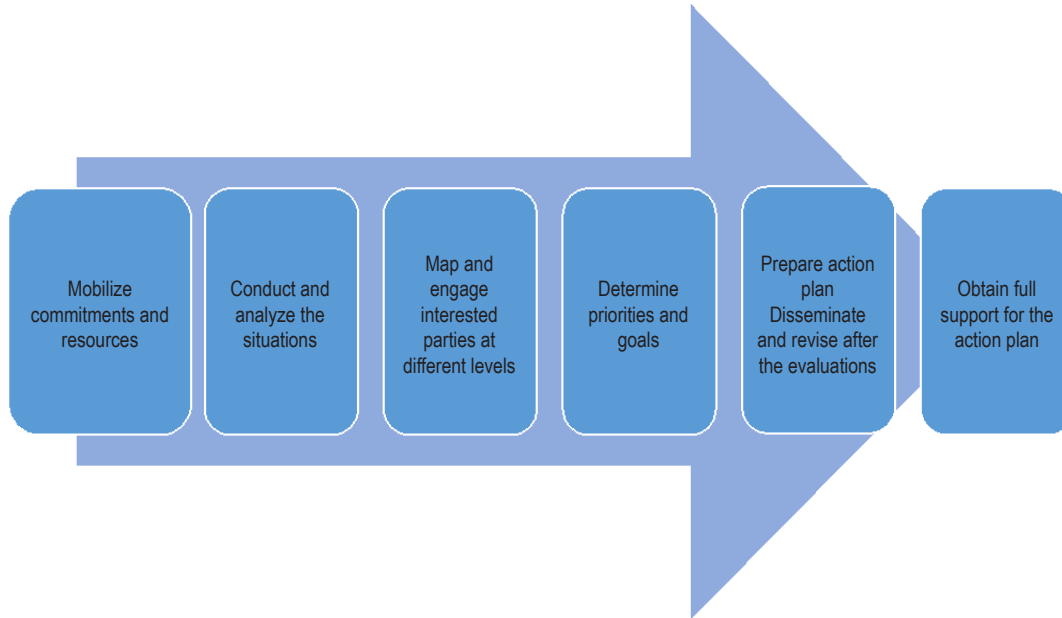 Mobilize
commitments and
resources
Conduct and
analyze the
situations
Map and
engage
interested
parties at
different levels
Determine
priorities and
goals
Prepare action
plan
Disseminate
and revise after
the evaluations
Obtain full
support for the
action plan